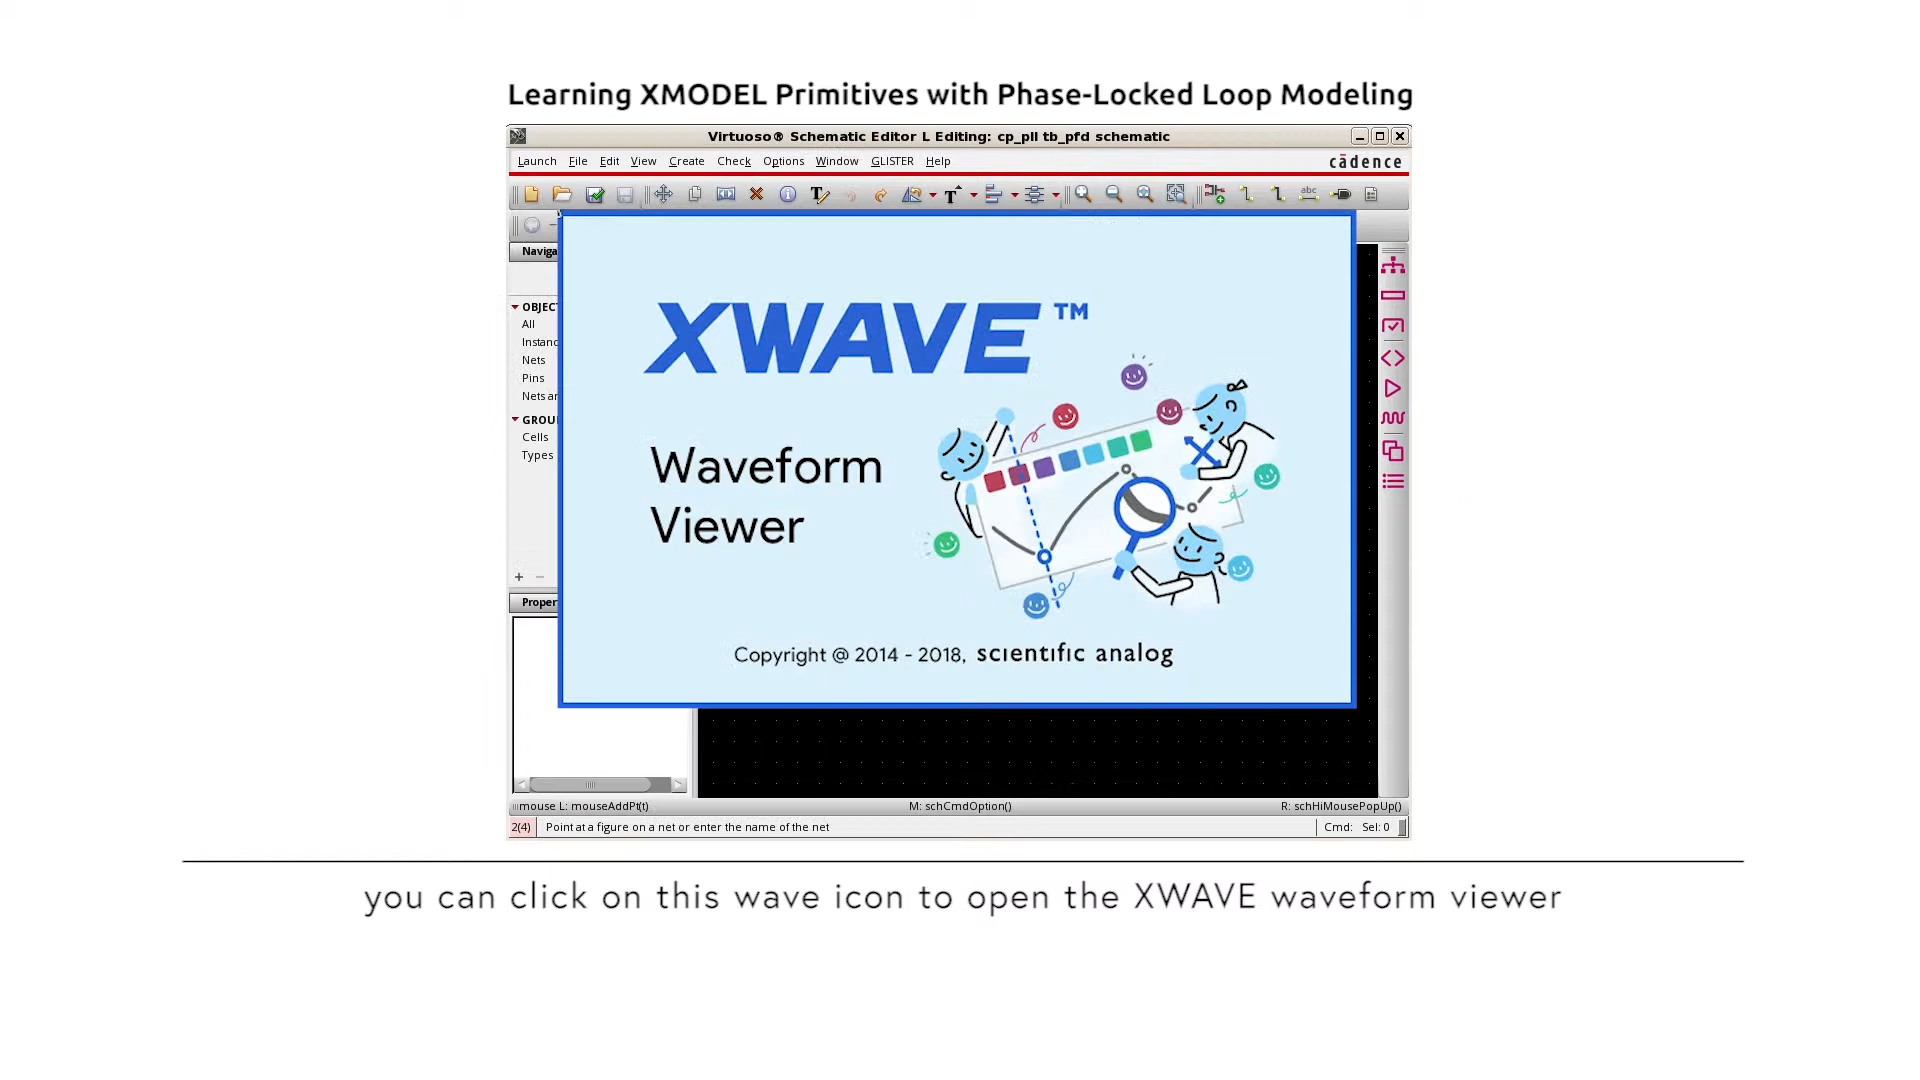 Learning XMODEL Primitives with Phase-Locked Loop Modeling
Virtuoso® Schematic Editor L Editing: cp_pll tb_pfd schematic
Launch File Edit View Create Check Options Window GLISTER Help
cādence
abc
Naviga
OBJEC
All
Instanc
Nets
Pins
Nets ar
GROU
Cells
Types
Proper
XWAVE™
Waveform
Viewer
Copyright @ 2014 - 2018, scientific analog
mouse L: mouseAddPt(t) M: schCmdOption() R: schHiMousePopUp()
2(4) Point at a figure on a net or enter the name of the net Cmd: Sel: 0
you can click on this wave icon to open the XWAVE waveform viewer